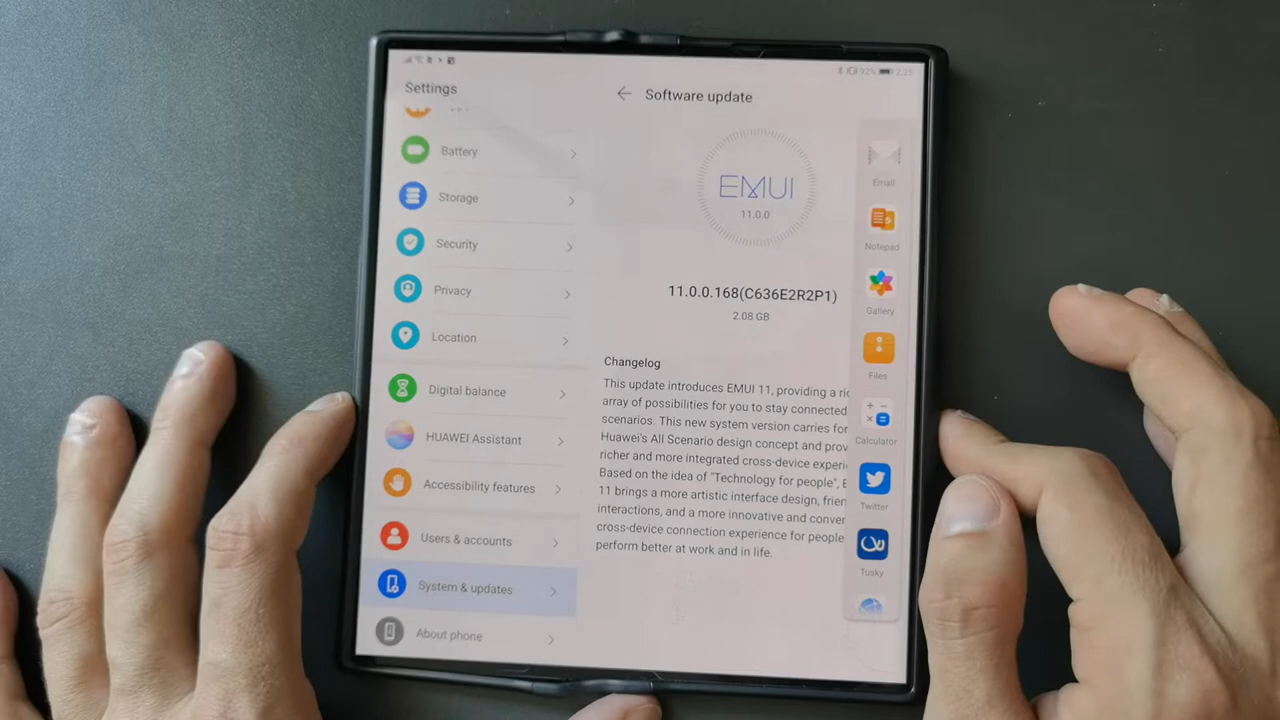 92% 2:25
Settings
Battery
Storage
Security
Privacy
Location
Digital balance
HUAWEI Assistant
Accessibility features
Users & accounts
System & updates
About phone
Software update
EMUI
11.0.0
11.0.0.168(C636E2R2P1)
2.08 GB
Changelog
This update introduces EMUI 11, providing a ric
array of possibilities for you to stay connected
scenarios. This new system version carries for
Huawei's All Scenario design concept and prov
richer and more integrated cross-device experi
Based on the idea of "Technology for people", E
11 brings a more artistic interface design, frien
interactions, and a more innovative and conver
cross-device connection experience for people
perform better at work and in life.
Email
Notepad
Gallery
Files
Calculator
Twitter
Tusky